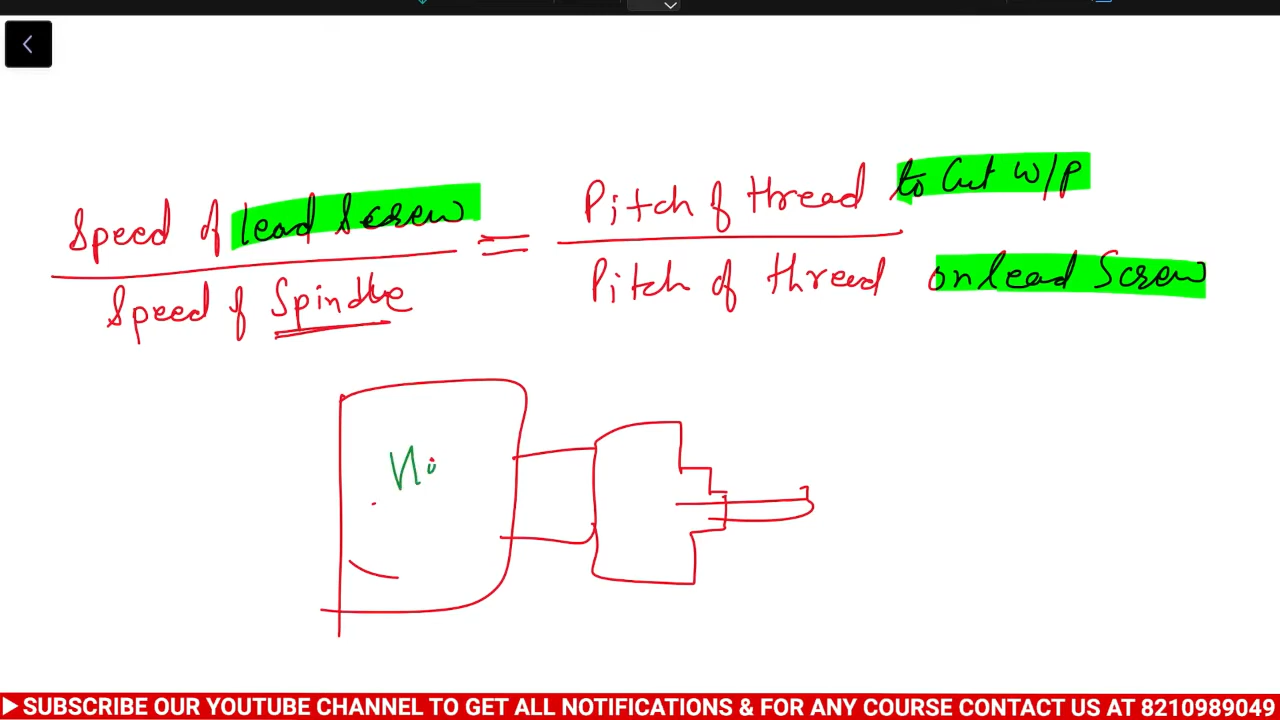 Speed of lead Screw = Pitch of thread to Cut w/p
Speed of Spindle Pitch of thread on lead Screw
SUBSCRIBE OUR YOUTUBE CHANNEL TO GET ALL NOTIFICATIONS & FOR ANY COURSE CONTACT US AT 8210989049